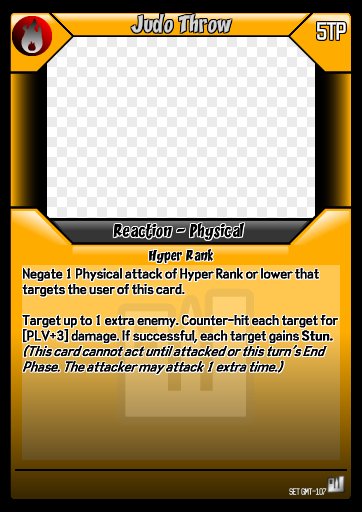 Judo Throw
5TP
Reaction - Physical
Hyper Rank
Negate 1 Physical attack of Hyper Rank or lower that
targets the user of this card.
Target up to 1 extra enemy. Counter-hit each target for
[PLV+3] damage. If successful, each target gains Stun.
(This card cannot act until attacked or this turn's End
Phase. The attacker may attack 1 extra time.)
SET GMT-107